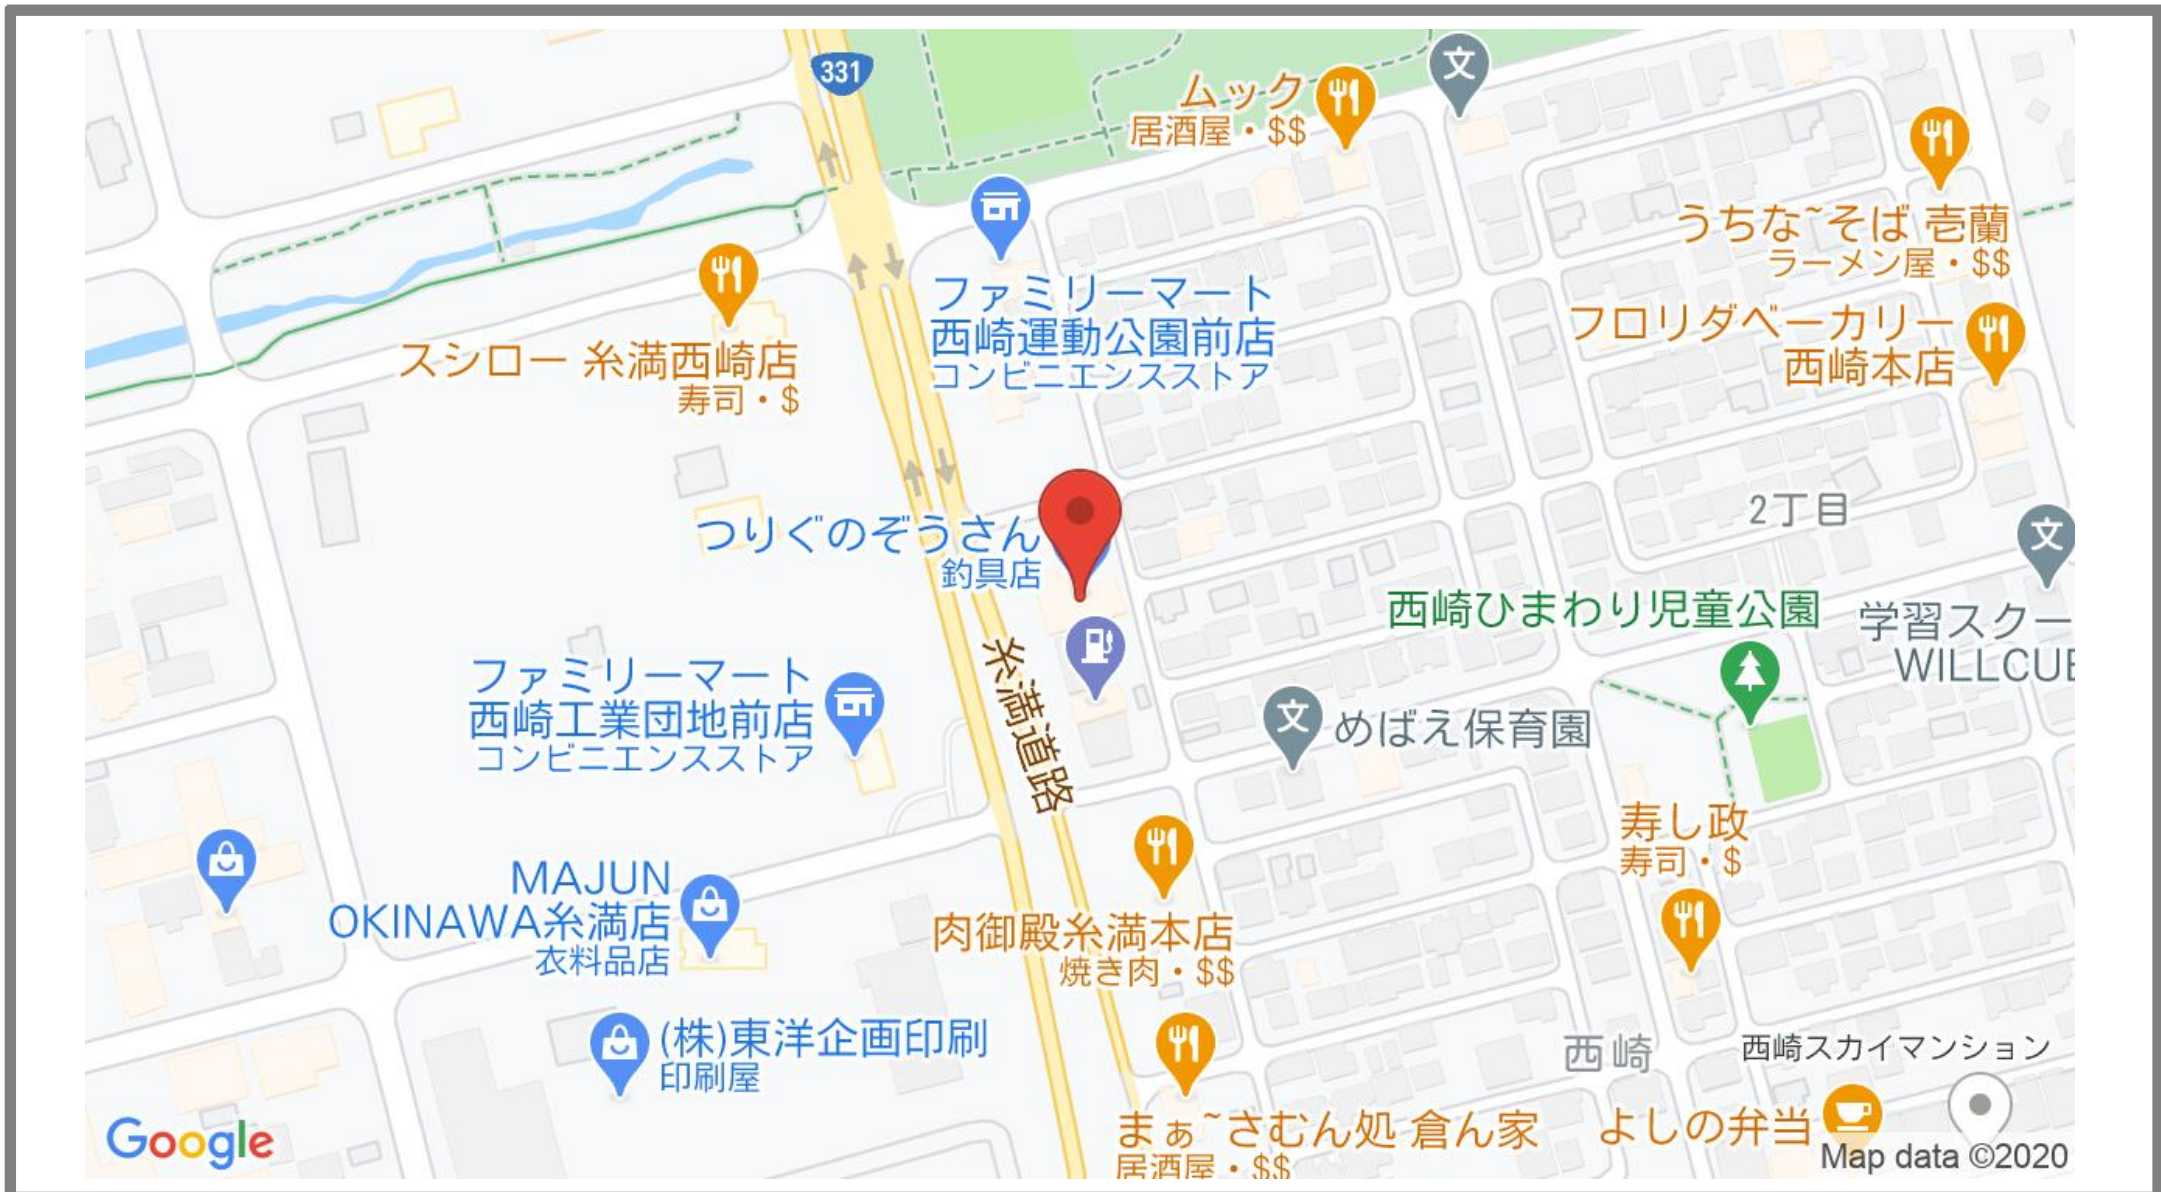 331
文
ムック
居酒屋・$$
うちな~そば 壱蘭
ラーメン屋・$$
ファミリーマート
西崎運動公園前店
コンビニエンスストア
フロリダベーカリー
西崎本店
スシロー 糸満西崎店
寿司・$
2丁目
つりぐのぞうさん
釣具店
文
西崎ひまわり児童公園
学習スクー
WILLCUE
糸満道路
ファミリーマート
西崎工業団地前店
コンビニエンスストア
文
めばえ保育園
寿し政
寿司・$
MAJUN
OKINAWA糸満店
衣料品店
肉御殿糸満本店
焼き肉・$$
(株)東洋企画印刷
印刷屋
西崎
西崎スカイマンション
まぁ~さむん処 倉ん家
居酒屋・$$
よしの弁当
Google
Map data ©2020